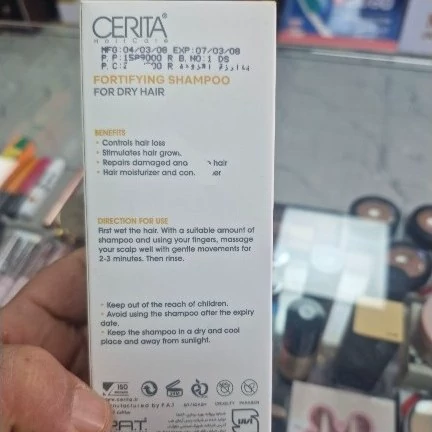 CERITA®
HairCare
MFG:04/03/08 EXP:07/03/08
FORTIFYING SHAMPOO
FOR DRY HAIR
BENEFITS
- Controls hair loss
- Stimulates hair
- Repairs damaged hair
- Hair moisturizer and
DIRECTION FOR USE
First wet the hair. With a suitable amount of
shampoo and using your fingers, massage
your scalp well with gentle movements for
2-3 minutes. Then rinse.
- Keep out of the reach of children.
- Avoid using the shampoo after the expiry
date.
- Keep the shampoo in a dry and cool
place and away from sunlight.
ISO